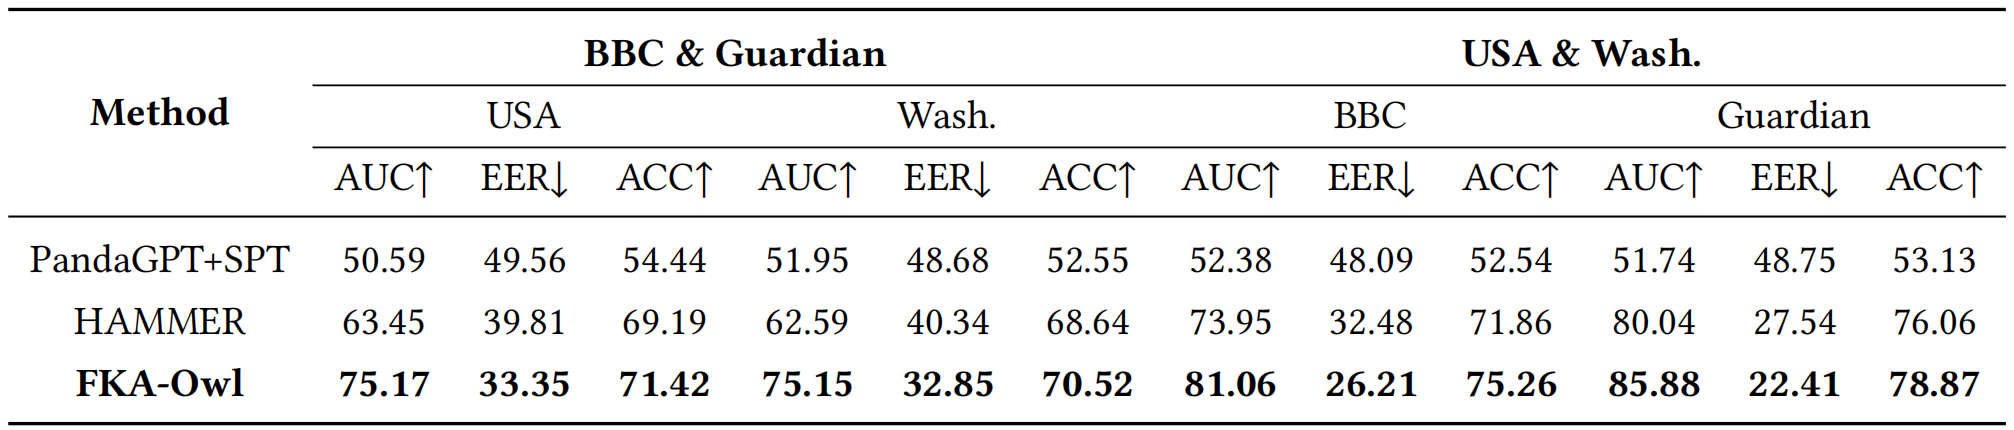 BBC & Guardian USA & Wash.
Method
USA Wash. BBC Guardian
AUC↑ EER↓ ACC↑ AUC↑ EER↓ ACC↑ AUC↑ EER↓ ACC↑ AUC↑ EER↓ ACC↑
PandaGPT+SPT 50.59 49.56 54.44 51.95 48.68 52.55 52.38 48.09 52.54 51.74 48.75 53.13
HAMMER 63.45 39.81 69.19 62.59 40.34 68.64 73.95 32.48 71.86 80.04 27.54 76.06
FKA-Owl 75.17 33.35 71.42 75.15 32.85 70.52 81.06 26.21 75.26 85.88 22.41 78.87